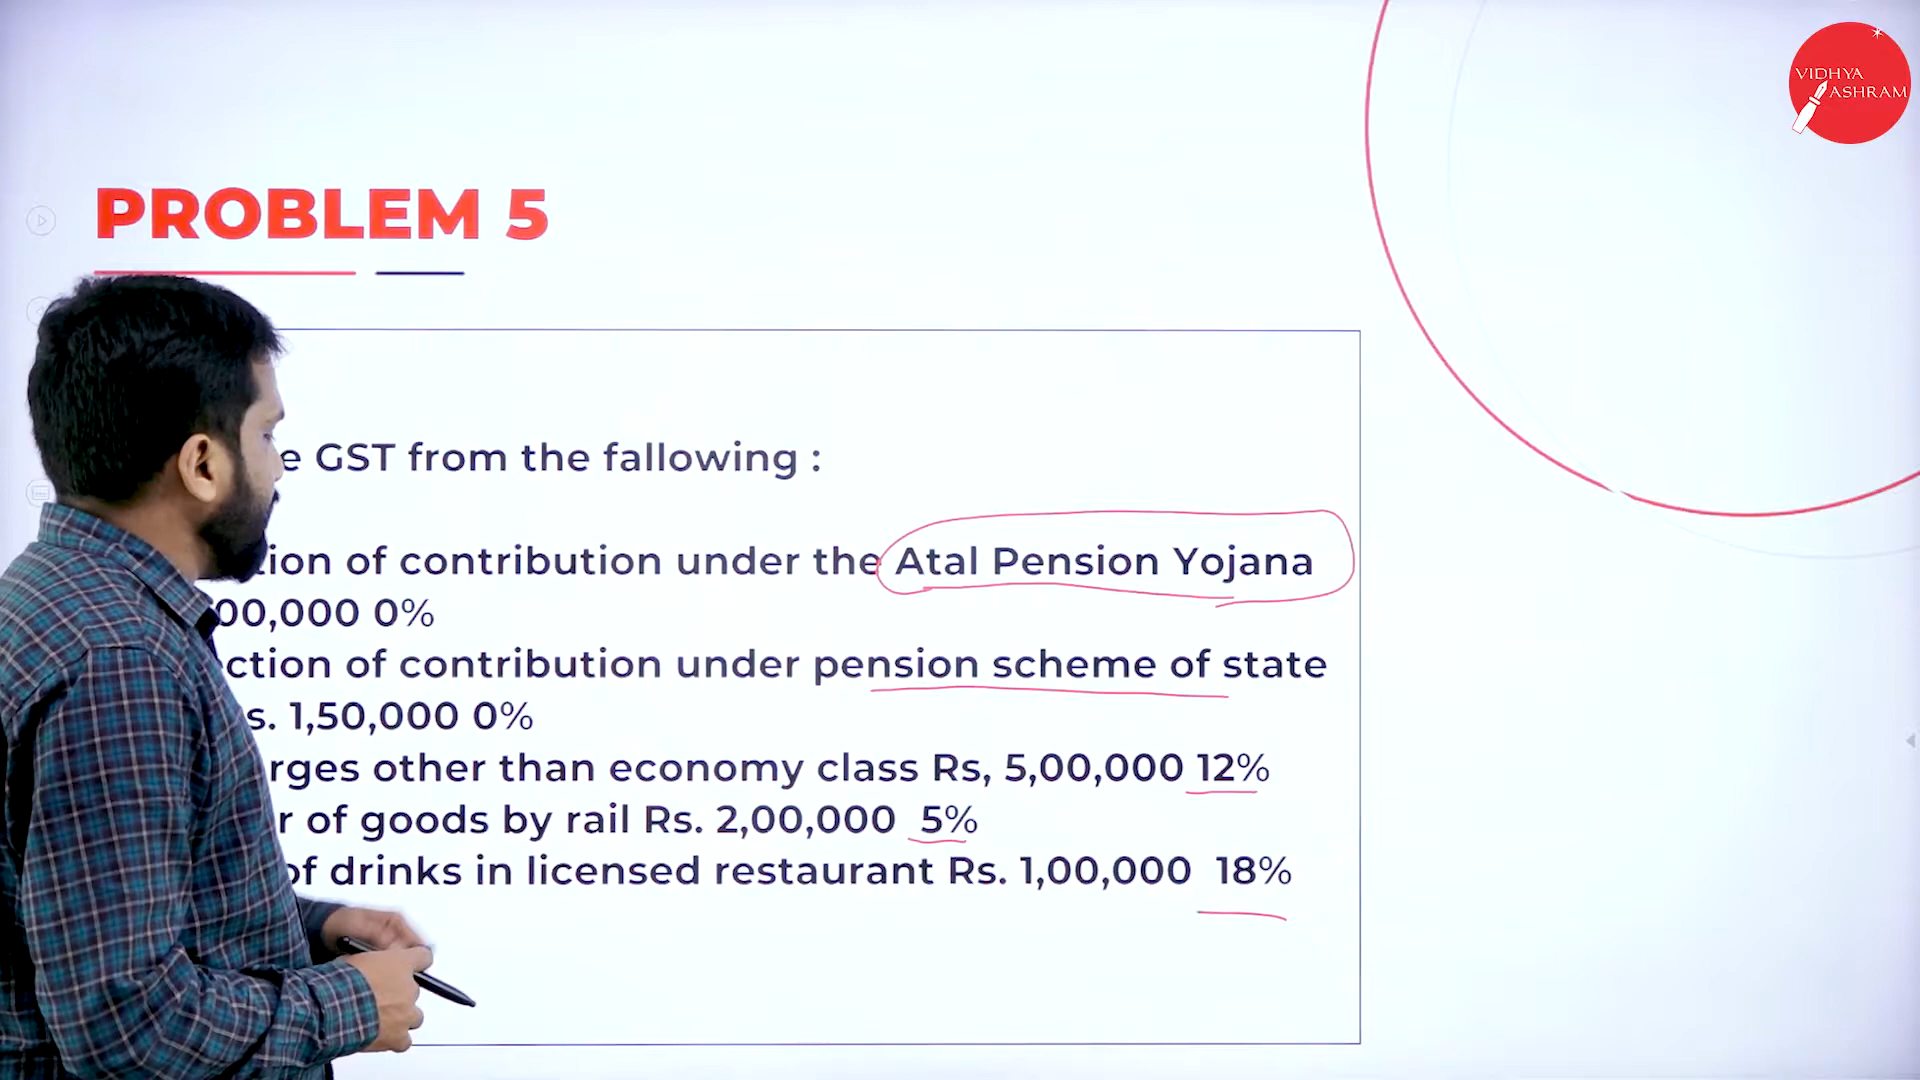 VIDHYA
ASHRAM
PROBLEM 5
GST from the fallowing :
of contribution under the Atal Pension Yojana
00,000 0%
of contribution under pension scheme of state
1,50,000 0%
other than economy class Rs, 5,00,000 12%
of goods by rail Rs. 2,00,000 5%
of drinks in licensed restaurant Rs. 1,00,000 18%